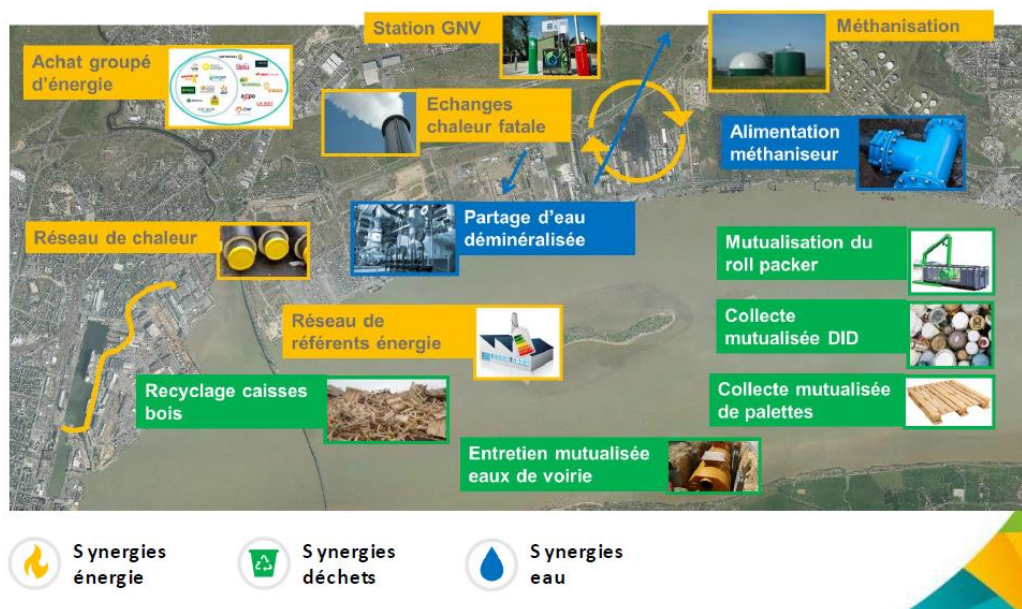 Station GNV
Méthanisation
Achat groupé
d'énergie
Echanges
chaleur fatale
Alimentation
méthaniseur
Partage d'eau
déminéralisée
Réseau de chaleur
Mutualisation du
roll packer
Réseau de
référents énergie
Collecte
mutualisée DID
Recyclage caisses
bois
Collecte mutualisée
de palettes
Entretien mutualisée
eaux de voirie
Synergies
énergie
Synergies
déchets
Synergies
eau